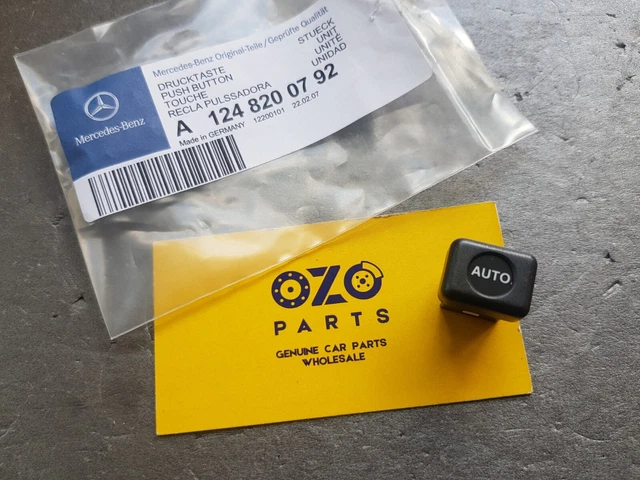 Mercedes-Benz Original-Teile/Geprüfte Qualität
DRUCKTASTE STUECK
PUSH BUTTON UNIT
TOUCHE UNITÉ
RECLA PULSSADORA UNIDAD
A 124 820 07 92
Made in GERMANY 12200101 22.02.07
Mercedes-Benz
OZO
PARTS
GENUINE CAR PARTS
WHOLESALE
AUTO